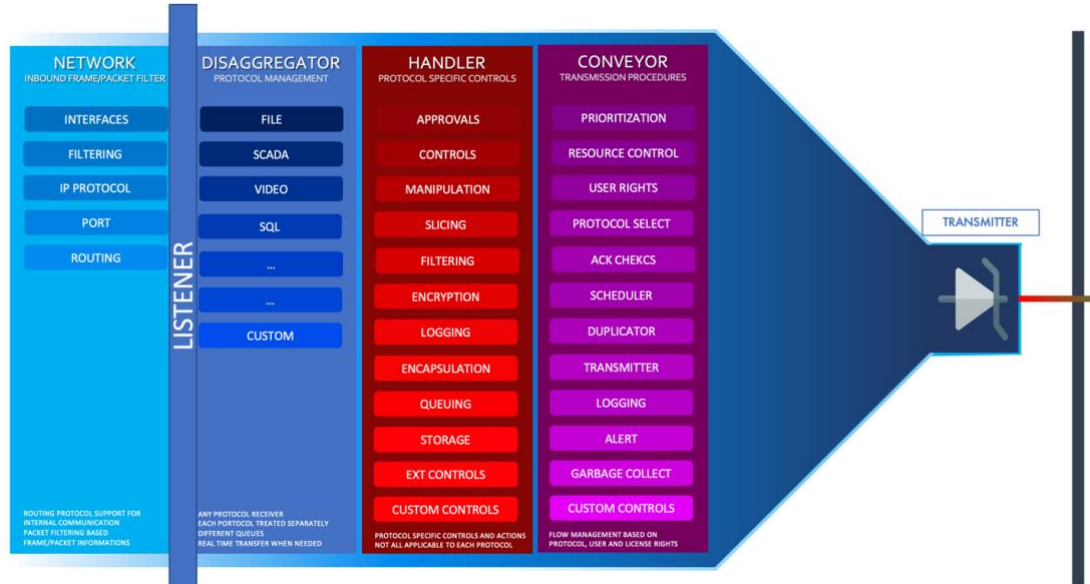 NETWORK
INBOUND FRAME/PACKET FILTER
INTERFACES
FILTERING
IP PROTOCOL
PORT
ROUTING
ROUTING PROTOCOL SUPPORT FOR
INTERNAL COMMUNICATION
PACKET FILTERING BASED
FRAME/PACKET INFORMATIONS
LISTENER
DISAGGREGATOR
PROTOCOL MANAGEMENT
FILE
SCADA
VIDEO
SQL
...
...
CUSTOM
ANY PROTOCOL RECEIVER
EACH PORTOCOL TREATED SEPARATELY
DIFFERENT QUEUES
REAL TIME TRANSFER WHEN NEEDED
HANDLER
PROTOCOL SPECIFIC CONTROLS
APPROVALS
CONTROLS
MANIPULATION
SLICING
FILTERING
ENCRYPTION
LOGGING
ENCAPSULATION
QUEUING
STORAGE
EXT CONTROLS
CUSTOM CONTROLS
PROTOCOL SPECIFIC CONTROLS AND ACTIONS
NOT ALL APPLICABLE TO EACH PROTOCOL
CONVEYOR
TRANSMISSION PROCEDURES
PRIORITIZATION
RESOURCE CONTROL
USER RIGHTS
PROTOCOL SELECT
ACK CHEKCS
SCHEDULER
DUPLICATOR
TRANSMITTER
LOGGING
ALERT
GARBAGE COLLECT
CUSTOM CONTROLS
FLOW MANAGEMENT BASED ON
PROTOCOL, USER AND LICENSE RIGHTS
TRANSMITTER